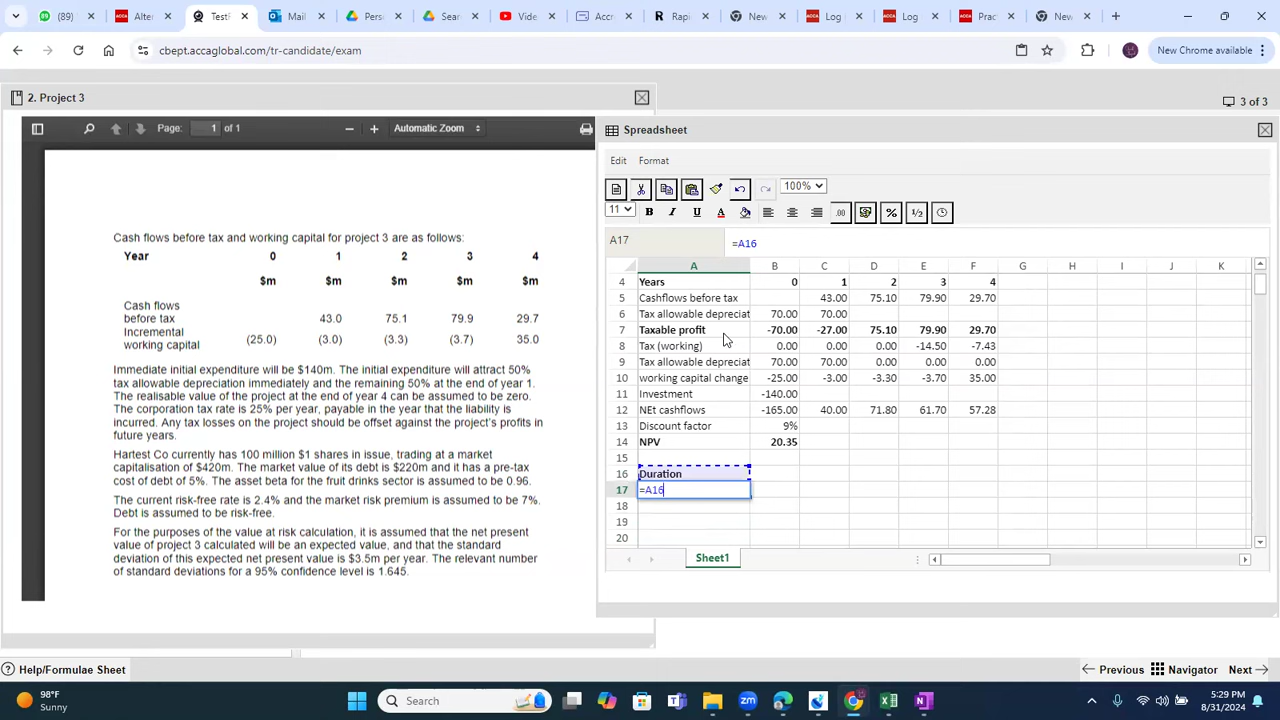 (89)
Alter
TestF
Mail
Perso
Sear
Vide
Accr
Rapi
New
Log
Log
Prac
New
cbept.accaglobal.com/tr-candidate/exam
New Chrome available
2. Project 3
3 of 3
Page: 1 of 1
Automatic Zoom
Cash flows before tax and working capital for project 3 are as follows:
Year 0 1 2 3 4
$m $m $m $m $m
Cash flows
before tax 43.0 75.1 79.9 29.7
Incremental
working capital (25.0) (3.0) (3.3) (3.7) 35.0
Immediate initial expenditure will be $140m. The initial expenditure will attract 50%
tax allowable depreciation immediately and the remaining 50% at the end of year 1.
The realisable value of the project at the end of year 4 can be assumed to be zero.
The corporation tax rate is 25% per year, payable in the year that the liability is
incurred. Any tax losses on the project should be offset against the project's profits in
future years.
Hartest Co currently has 100 million $1 shares in issue, trading at a market
capitalisation of $420m. The market value of its debt is $220m and it has a pre-tax
cost of debt of 5%. The asset beta for the fruit drinks sector is assumed to be 0.96.
The current risk-free rate is 2.4% and the market risk premium is assumed to be 7%.
Debt is assumed to be risk-free.
For the purposes of the value at risk calculation, it is assumed that the net present
value of project 3 calculated will be an expected value, and that the standard
deviation of this expected net present value is $3.5m per year. The relevant number
of standard deviations for a 95% confidence level is 1.645.
Spreadsheet
Edit Format
100%
11 B I U A .00 % 1/2
A17 =A16
A B C D E F G H I J K
4 Years 0 1 2 3 4
5 Cashflows before tax 43.00 75.10 79.90 29.70
6 Tax allowable depreciat 70.00 70.00
7 Taxable profit -70.00 -27.00 75.10 79.90 29.70
8 Tax (working) 0.00 0.00 0.00 -14.50 -7.43
9 Tax allowable depreciat 70.00 70.00 0.00 0.00 0.00
10 working capital change -25.00 -3.00 -3.30 -3.70 35.00
11 Investment -140.00
12 NEt cashflows -165.00 40.00 71.80 61.70 57.28
13 Discount factor 9%
14 NPV 20.35
15
16 Duration
17 =A16
18
19
20
Sheet1
Help/Formulae Sheet
Previous
Navigator
Next
98°F
Sunny
Search
5:29 PM
8/31/2024